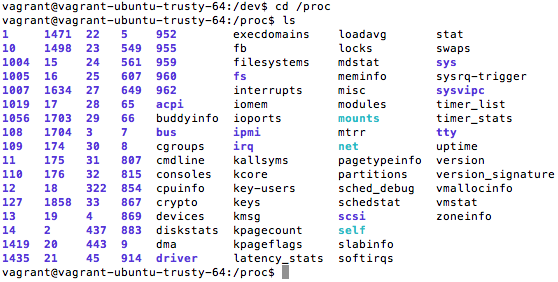 vagrant@vagrant-ubuntu-trusty-64:/dev$ cd /proc
vagrant@vagrant-ubuntu-trusty-64:/proc$ ls
1 1471 22 5 952 execdomains loadavg stat
10 1498 23 549 955 fb locks swaps
1004 15 24 561 959 filesystems mdstat sys
1005 16 25 607 960 fs meminfo sysrq-trigger
1007 1634 27 649 962 interrupts misc sysvipc
1019 17 28 65 acpi iomem modules timer_list
1056 1703 29 66 buddyinfo ioports mounts timer_stats
108 1704 3 7 bus ipmi mtrr tty
109 174 30 8 cgroups irq net uptime
11 175 31 807 cmdline kallsyms pagetypeinfo version
110 176 32 815 consoles kcore partitions version_signature
12 18 322 854 cpuinfo key-users sched_debug vmallocinfo
127 1858 33 867 crypto keys schedstat vmstat
13 19 4 869 devices kmsg scsi zoneinfo
14 2 437 883 diskstats kpagecount self
1419 20 443 9 dma kpageflags slabinfo
1435 21 45 914 driver latency_stats softirqs
vagrant@vagrant-ubuntu-trusty-64:/proc$